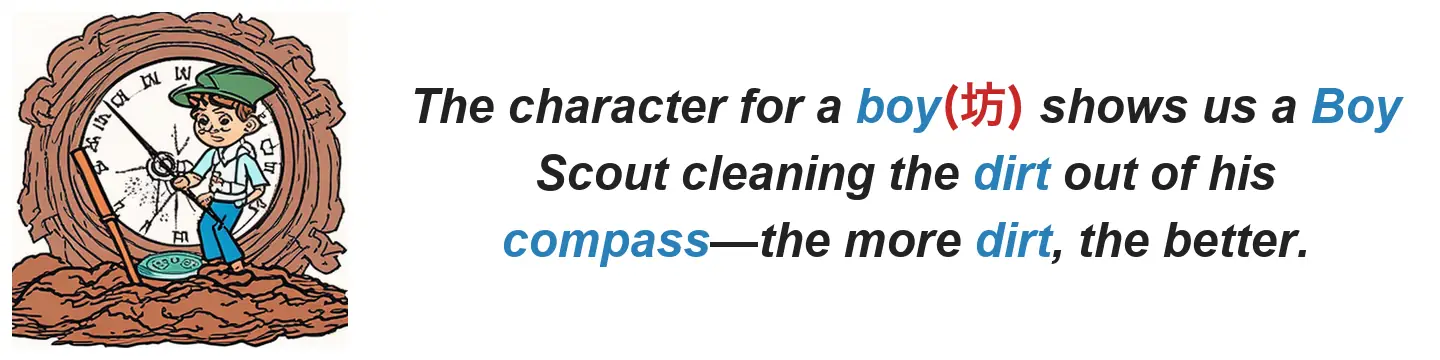 The character for a boy(坊) shows us a Boy
Scout cleaning the dirt out of his
compass—the more dirt, the better.